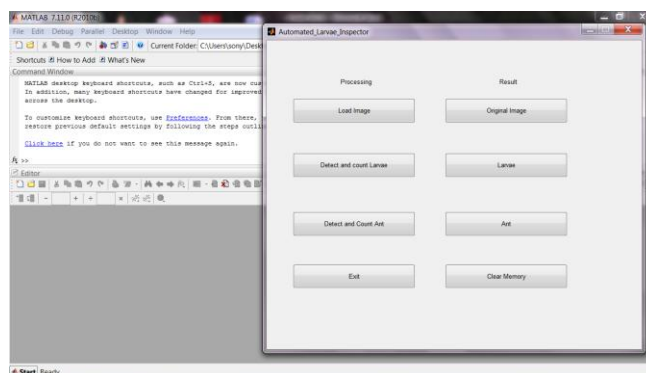 MATLAB 7.11.0 (R2010b)
File Edit View Debug Parallel Desktop Window Help
Current Folder: C:\Users\sony\Desk
Shortcuts How to Add What's New
Command Window
MATLAB desktop keyboard shortcuts, such as Ctrl+S, are now cus
In addition, many keyboard shortcuts have changed for improved
across the desktop.
To customize keyboard shortcuts, use Preferences. From there,
restore previous default settings by following the steps outli
Click here if you do not want to see this message again.
fx >>
Editor
Start Ready
Automated_Larvae_Inspector
Processing Result
Load Image Original Image
Detect and count Larvae Larvae
Detect and Count Ant Ant
Exit Clear Memory